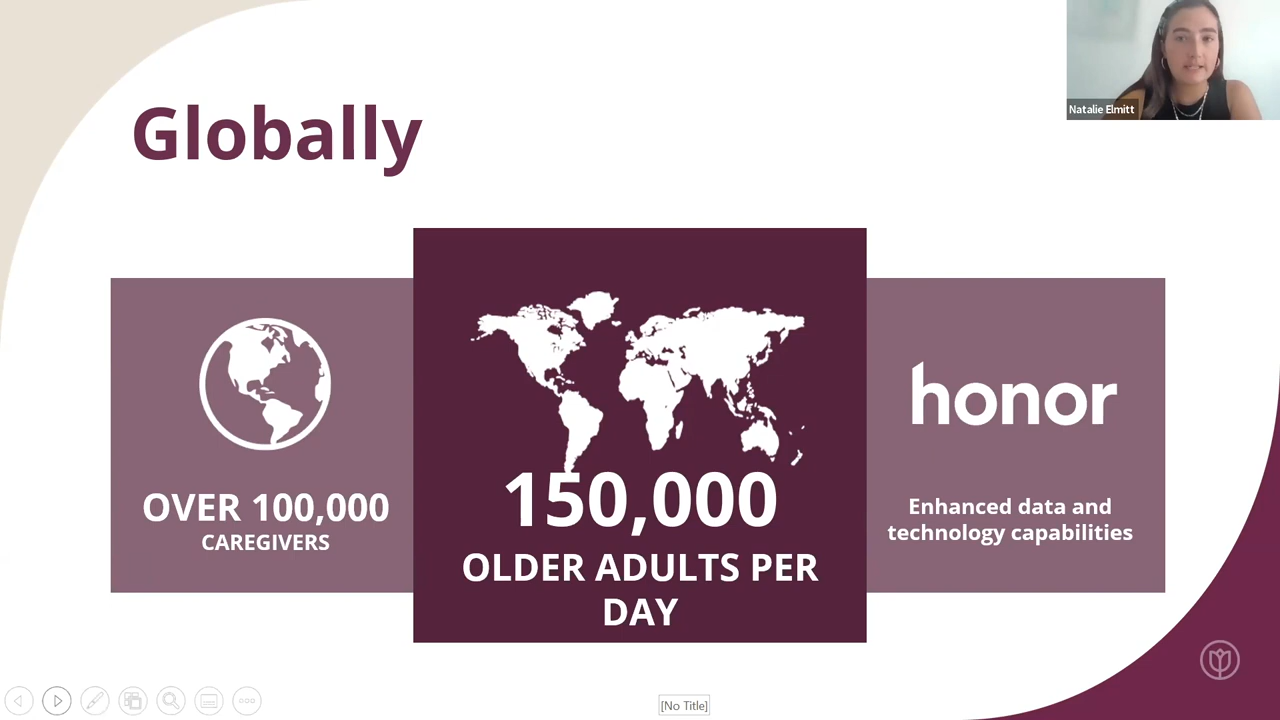 Globally
Natalie Elmitt
OVER 100,000
CAREGIVERS
150,000
OLDER ADULTS PER
DAY
honor
Enhanced data and
technology capabilities
[No Title]